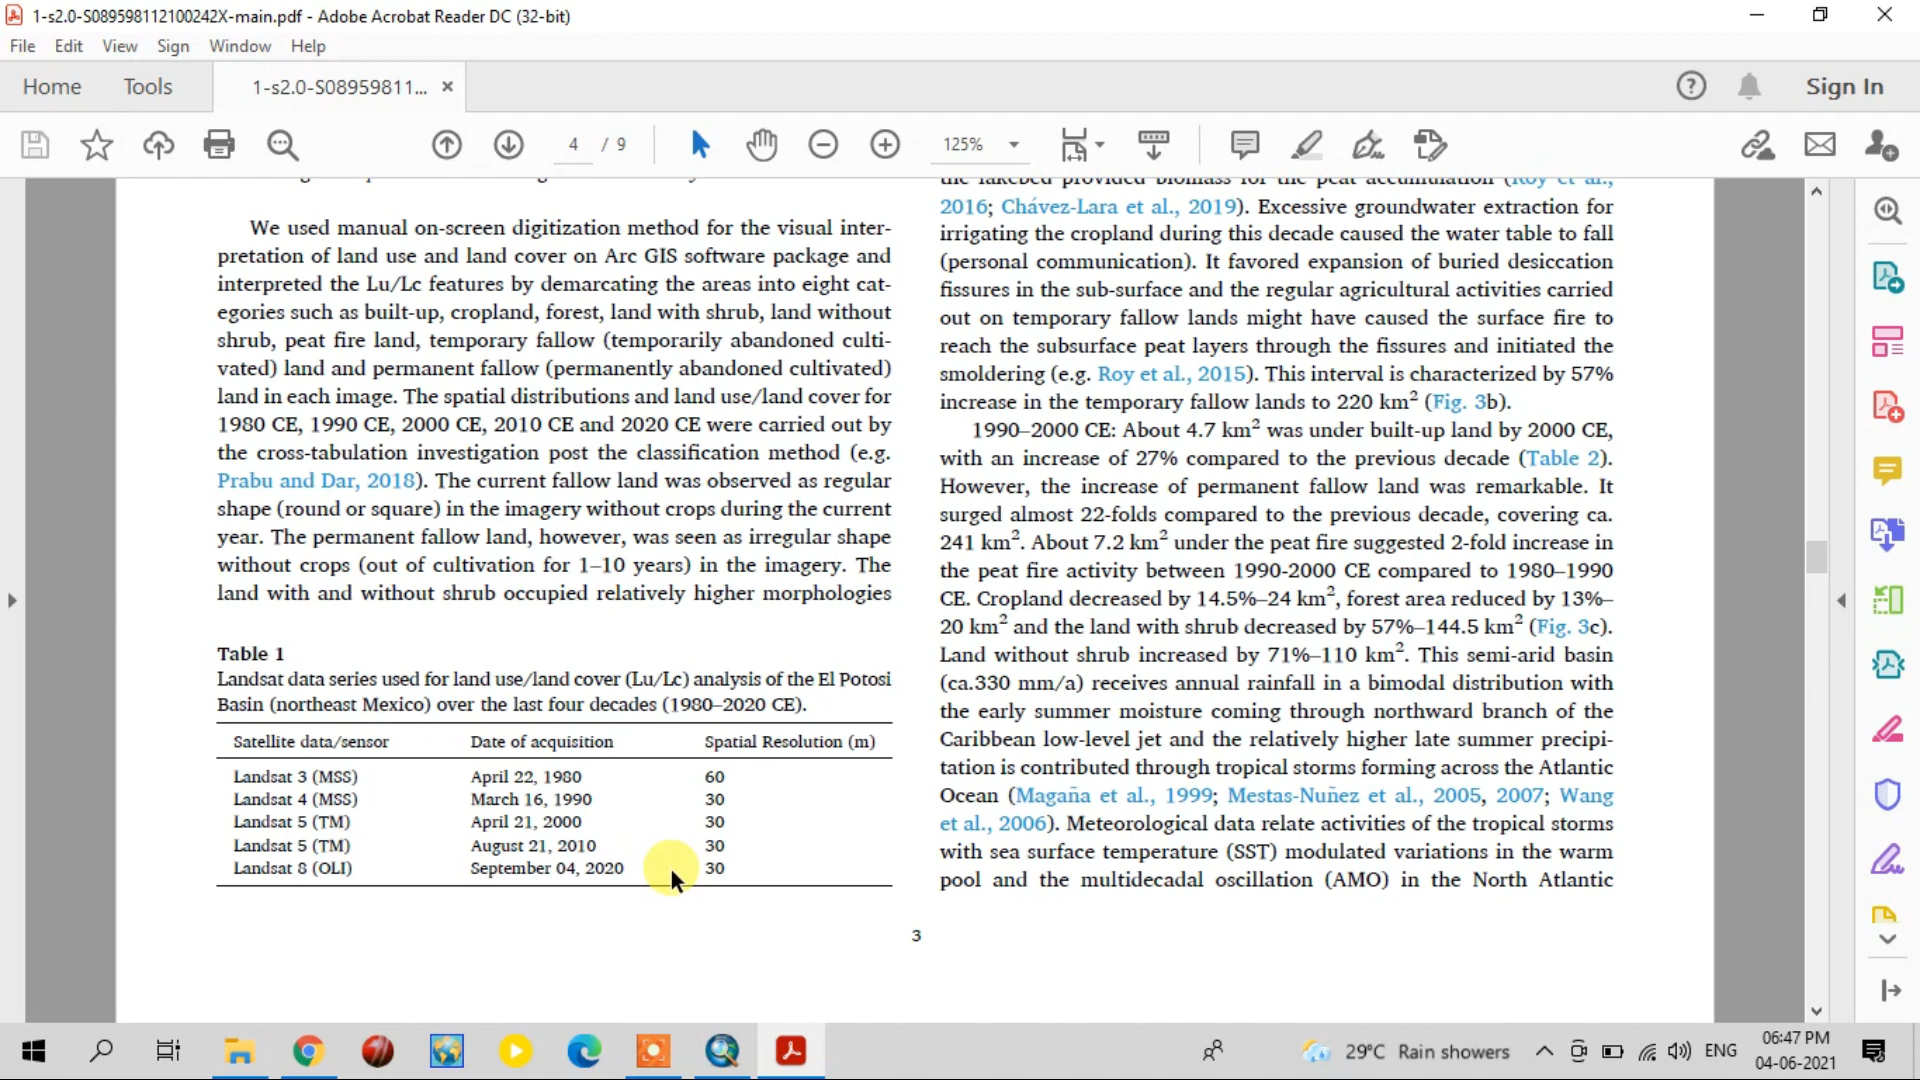 1-s2.0-S089598112100242X-main.pdf - Adobe Acrobat Reader DC (32-bit)
File Edit View Sign Window Help
Home Tools 1-s2.0-S08959811... ×
Sign In
4 / 9 125%
We used manual on-screen digitization method for the visual inter-
pretation of land use and land cover on Arc GIS software package and
interpreted the Lu/Lc features by demarcating the areas into eight cat-
egories such as built-up, cropland, forest, land with shrub, land without
shrub, peat fire land, temporary fallow (temporarily abandoned culti-
vated) land and permanent fallow (permanently abandoned cultivated)
land in each image. The spatial distributions and land use/land cover for
1980 CE, 1990 CE, 2000 CE, 2010 CE and 2020 CE were carried out by
the cross-tabulation investigation post the classification method (e.g.
Prabu and Dar, 2018). The current fallow land was observed as regular
shape (round or square) in the imagery without crops during the current
year. The permanent fallow land, however, was seen as irregular shape
without crops (out of cultivation for 1–10 years) in the imagery. The
land with and without shrub occupied relatively higher morphologies
Table 1
Landsat data series used for land use/land cover (Lu/Lc) analysis of the El Potosi
Basin (northeast Mexico) over the last four decades (1980–2020 CE).
Satellite data/sensor Date of acquisition Spatial Resolution (m)
Landsat 3 (MSS) April 22, 1980 60
Landsat 4 (MSS) March 16, 1990 30
Landsat 5 (TM) April 21, 2000 30
Landsat 5 (TM) August 21, 2010 30
Landsat 8 (OLI) September 04, 2020 30
the lakebed provided biomass for the peat accumulation (Roy et al.,
2016; Chávez-Lara et al., 2019). Excessive groundwater extraction for
irrigating the cropland during this decade caused the water table to fall
(personal communication). It favored expansion of buried desiccation
fissures in the sub-surface and the regular agricultural activities carried
out on temporary fallow lands might have caused the surface fire to
reach the subsurface peat layers through the fissures and initiated the
smoldering (e.g. Roy et al., 2015). This interval is characterized by 57%
increase in the temporary fallow lands to 220 km² (Fig. 3b).
1990–2000 CE: About 4.7 km² was under built-up land by 2000 CE,
with an increase of 27% compared to the previous decade (Table 2).
However, the increase of permanent fallow land was remarkable. It
surged almost 22-folds compared to the previous decade, covering ca.
241 km². About 7.2 km² under the peat fire suggested 2-fold increase in
the peat fire activity between 1990-2000 CE compared to 1980–1990
CE. Cropland decreased by 14.5%–24 km², forest area reduced by 13%–
20 km² and the land with shrub decreased by 57%–144.5 km² (Fig. 3c).
Land without shrub increased by 71%–110 km². This semi-arid basin
(ca.330 mm/a) receives annual rainfall in a bimodal distribution with
the early summer moisture coming through northward branch of the
Caribbean low-level jet and the relatively higher late summer precipi-
tation is contributed through tropical storms forming across the Atlantic
Ocean (Magaña et al., 1999; Mestas-Nuñez et al., 2005, 2007; Wang
et al., 2006). Meteorological data relate activities of the tropical storms
with sea surface temperature (SST) modulated variations in the warm
pool and the multidecadal oscillation (AMO) in the North Atlantic
3
29°C Rain showers
ENG
06:47 PM
04-06-2021